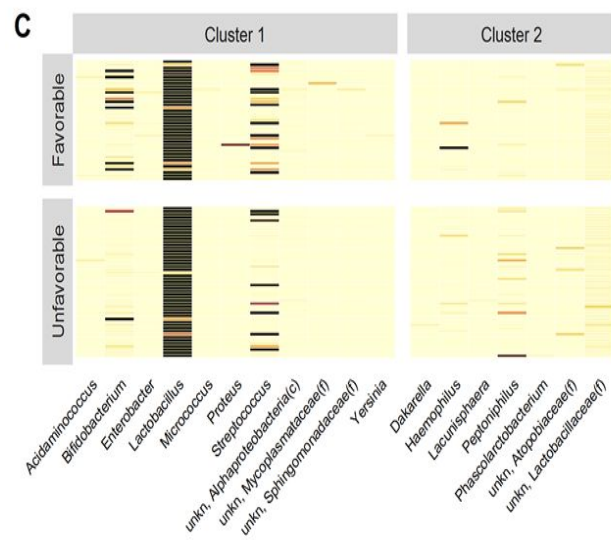 C
Cluster 1
Cluster 2
Favorable
Unfavorable
Acidaminococcus
Bifidobacterium
Enterobacter
Lactobacillus
Micrococcus
Proteus
Streptococcus
unkn, Alphaproteobacteria(c)
unkn, Mycoplasmataceae(f)
unkn, Sphingomonadaceae(f)
Yersinia
Dakarella
Haemophilus
Lacunisphaera
Peptoniphilus
Phascolarctobacterium
unkn, Atopobiaceae(f)
unkn, Lactobacillaceae(f)